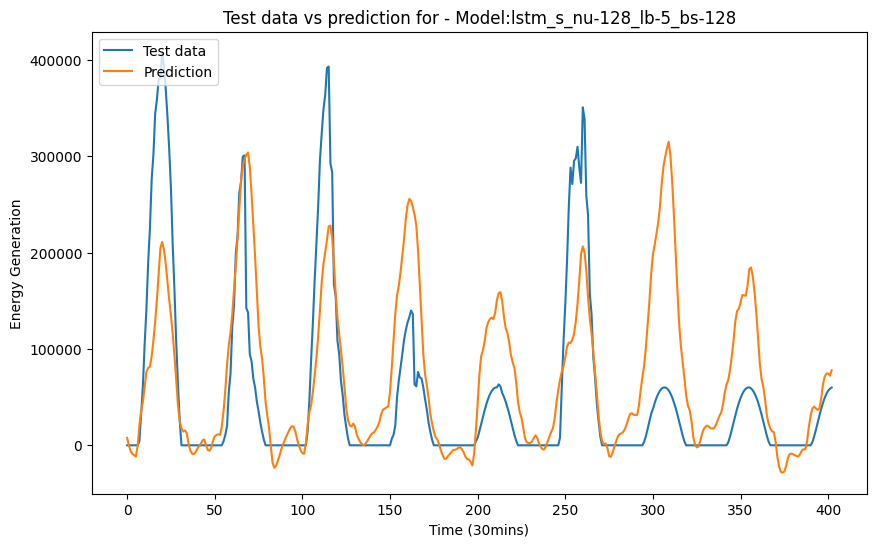 Test data vs prediction for - Model:lstm_s_nu-128_lb-5_bs-128
Test data
Prediction
400000
300000
200000
100000
0
Energy Generation
0 50 100 150 200 250 300 350 400
Time (30mins)